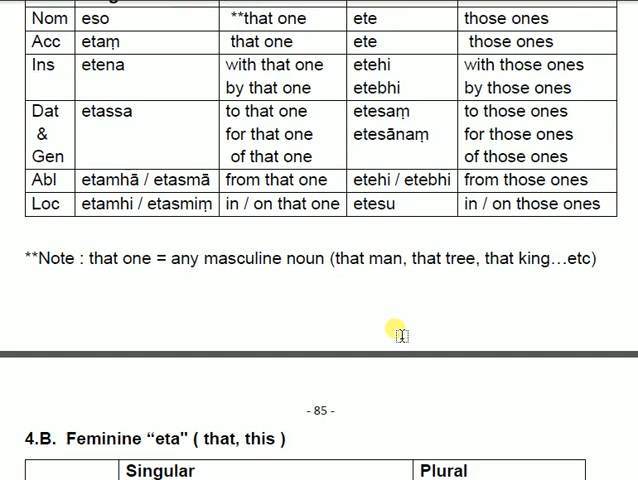 Nom eso **that one ete those ones
Acc etaṃ that one ete those ones
Ins etena with that one etehi with those ones
by that one etebhi by those ones
Dat etassa to that one etesaṃ to those ones
& for that one etesānaṃ for those ones
Gen of that one of those ones
Abl etamhā / etasmā from that one etehi / etebhi from those ones
Loc etamhi / etasmiṃ in / on that one etesu in / on those ones
**Note : that one = any masculine noun (that man, that tree, that king…etc)
- 85 -
4.B. Feminine “eta" ( that, this )
Singular Plural